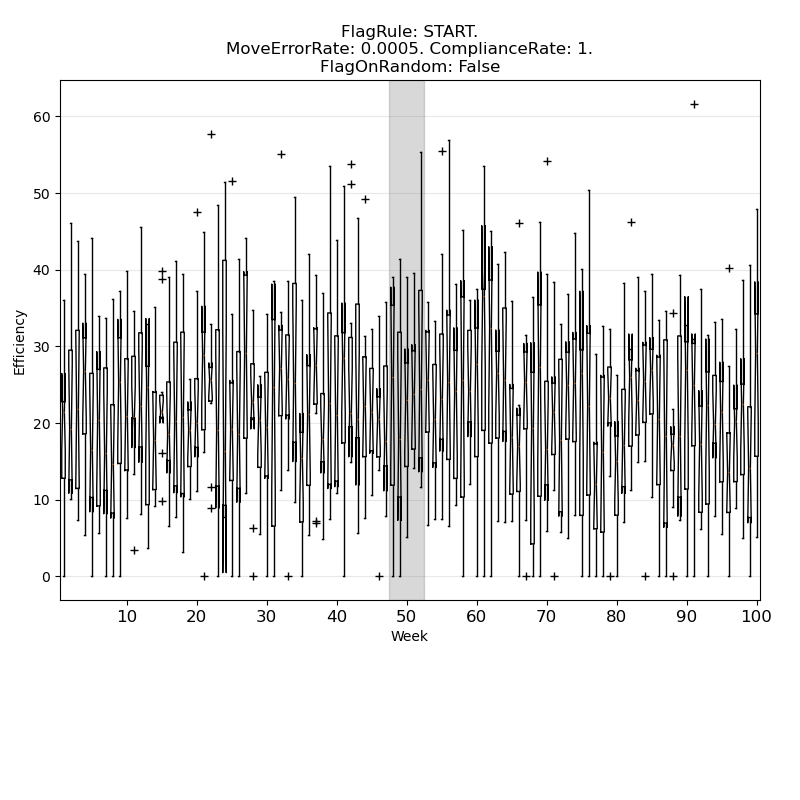 FlagRule: START.
MoveErrorRate: 0.0005. ComplianceRate: 1.
FlagOnRandom: False
Efficiency
60
50
40
30
20
10
0
10 20 30 40 50 60 70 80 90 100
Week